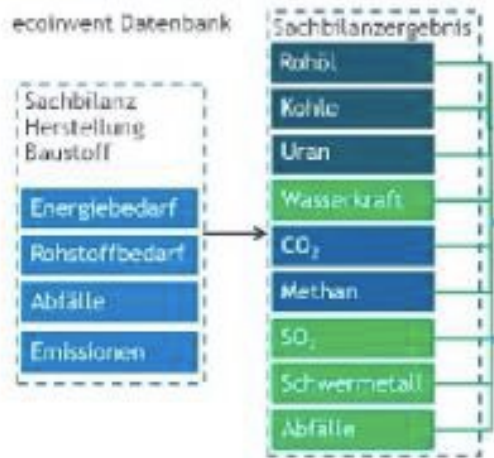 ecoinvent Datenbank
Sachbilanz
Herstellung
Baustoff
Energiebedarf
Rohstoffbedarf
Abfälle
Emissionen
Sachbilanzergebnis
Rohöl
Kohle
Uran
Wasserkraft
CO₂
Methan
SO₂
Schwermetall
Abfälle